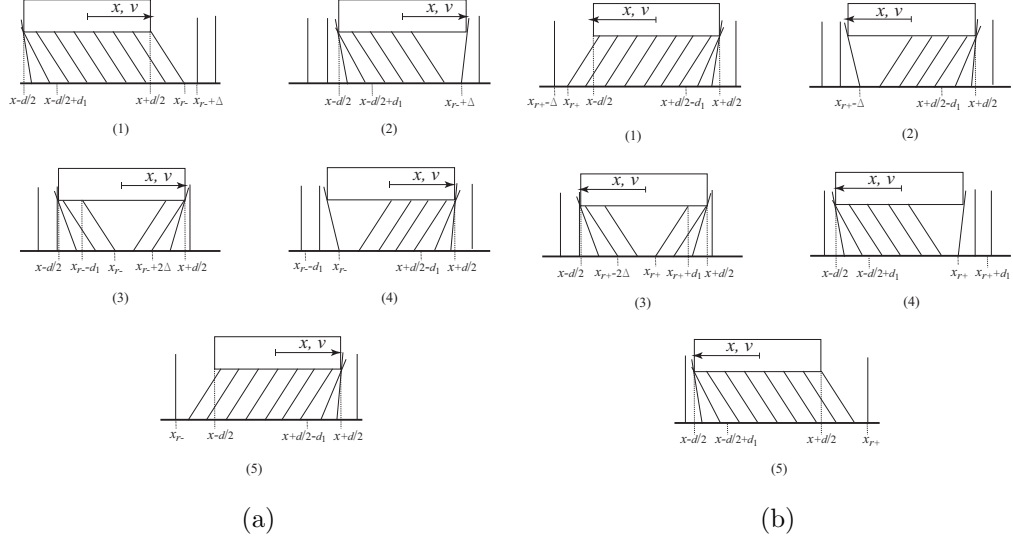 x, v
x-d/2 x-d/2+d1 x+d/2 xr- xr-+Δ
(1)
x, v
x-d/2 x-d/2+d1 xr-+Δ
(2)
x, v
x-d/2 xr--d1 xr- xr-+2Δ x+d/2
(3)
x, v
xr--d1 xr- x+d/2-d1 x+d/2
(4)
x, v
xr- x-d/2 x+d/2-d1 x+d/2
(5)
(a)
x, v
xr+-Δ xr+ x-d/2 x+d/2-d1 x+d/2
(1)
x, v
xr+-Δ x+d/2-d1 x+d/2
(2)
x, v
x-d/2 xr+-2Δ xr+ xr++d1 x+d/2
(3)
x, v
x-d/2 x-d/2+d1 xr+ xr++d1
(4)
x, v
x-d/2 x-d/2+d1 x+d/2 xr+
(5)
(b)